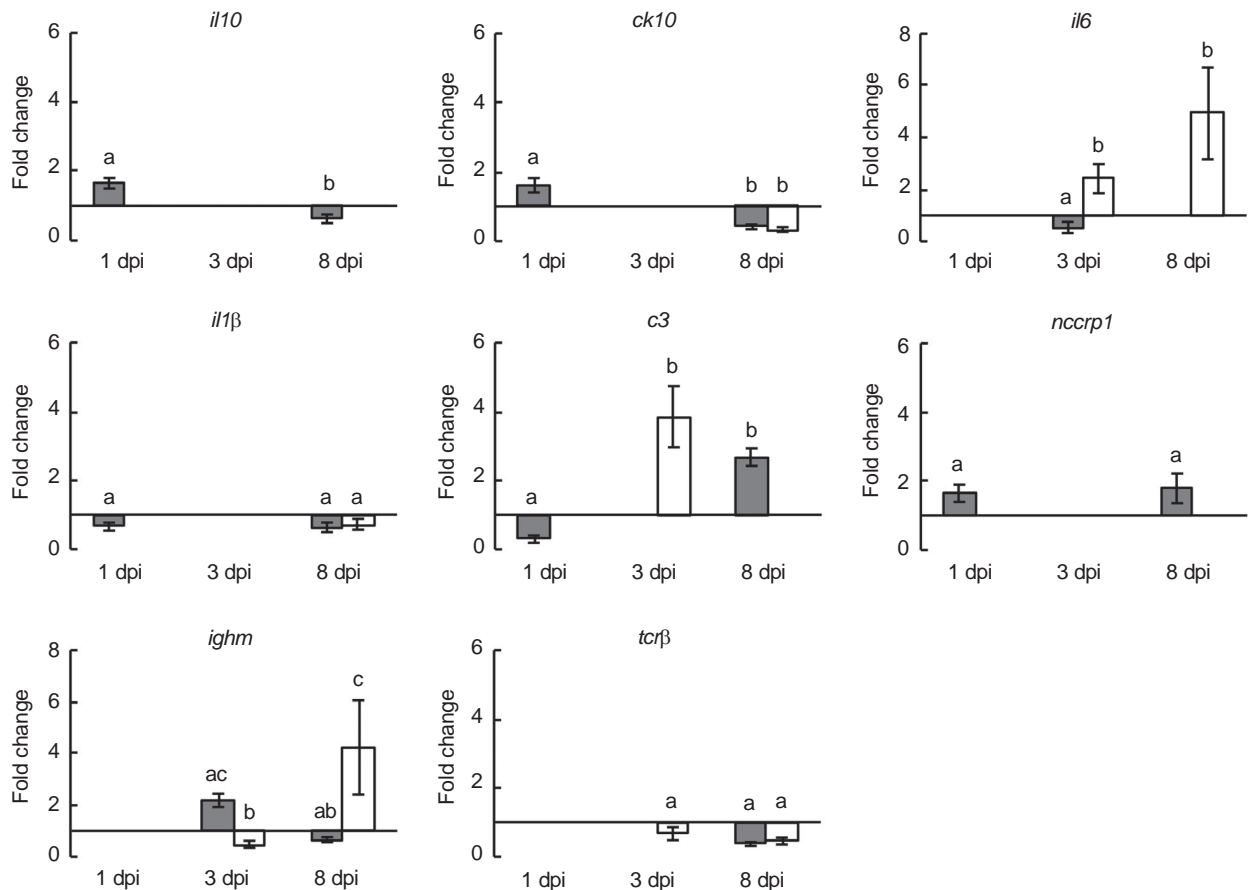 il10
6
4
2
0
Fold change
a
b
1 dpi 3 dpi 8 dpi
ck10
6
4
2
0
Fold change
a
b b
1 dpi 3 dpi 8 dpi
il6
8
6
4
2
0
Fold change
a
b
b
1 dpi 3 dpi 8 dpi
il1β
6
4
2
0
Fold change
a
a a
1 dpi 3 dpi 8 dpi
c3
6
4
2
0
Fold change
a
b
b
1 dpi 3 dpi 8 dpi
nccrp1
6
4
2
0
Fold change
a
a
1 dpi 3 dpi 8 dpi
ighm
8
6
4
2
0
Fold change
ac
b
ab
c
1 dpi 3 dpi 8 dpi
tcrβ
6
4
2
0
Fold change
a
a a
1 dpi 3 dpi 8 dpi